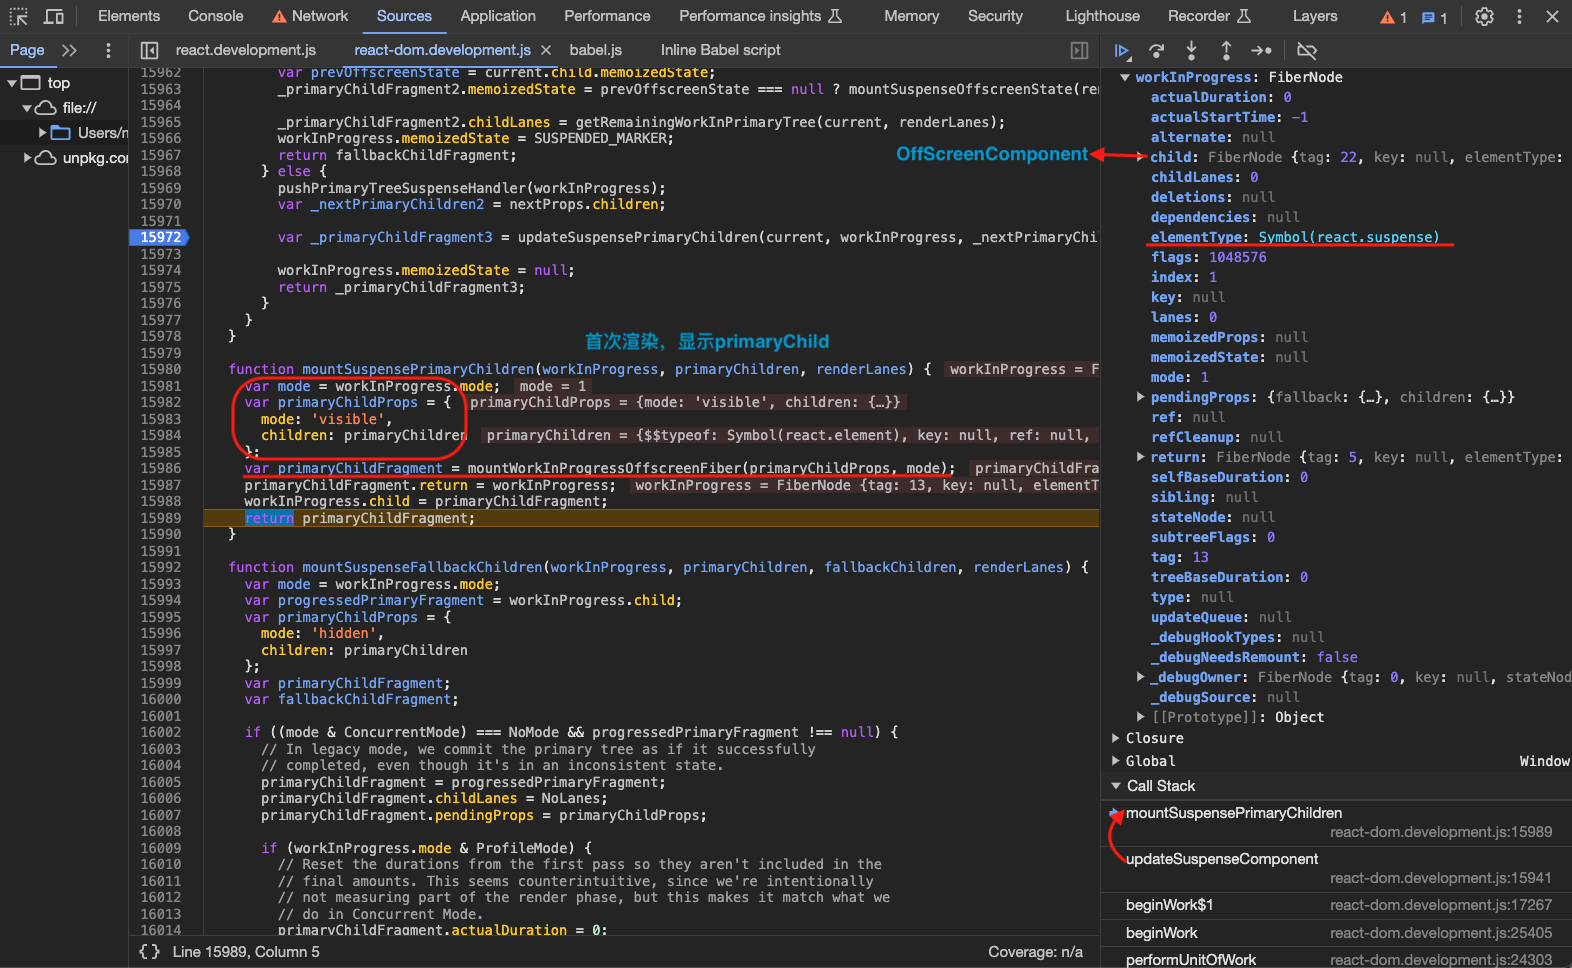 Elements Console Network Sources Application Performance Performance insights Memory Security Lighthouse Recorder Layers 1 1
Page react.development.js react-dom.development.js babel.js Inline Babel script
top
file://
Users/
unpkg.co
15962 var prevOffscreenState = current.child.memoizedState;
15963 _primaryChildFragment2.memoizedState = prevOffscreenState === null ? mountSuspenseOffscreenState(re
15964
15965 _primaryChildFragment2.childLanes = getRemainingWorkInPrimaryTree(current, renderLanes);
15966 workInProgress.memoizedState = SUSPENDED_MARKER;
15967 return fallbackChildFragment;
15968 } else {
15969 pushPrimaryTreeSuspenseHandler(workInProgress);
15970 var _nextPrimaryChildren2 = nextProps.children;
15971
15972 var _primaryChildFragment3 = updateSuspensePrimaryChildren(current, workInProgress, _nextPrimaryChi
15973
15974 workInProgress.memoizedState = null;
15975 return _primaryChildFragment3;
15976 }
15977 }
15978 }
15979 首次渲染，显示primaryChild
15980 function mountSuspensePrimaryChildren(workInProgress, primaryChildren, renderLanes) { workInProgress = F
15981 var mode = workInProgress.mode; mode = 1
15982 var primaryChildProps = { primaryChildProps = {mode: 'visible', children: {…}}
15983 mode: 'visible',
15984 children: primaryChildren primaryChildren = {$$typeof: Symbol(react.element), key: null, ref: null,
15985 };
15986 var primaryChildFragment = mountWorkInProgressOffscreenFiber(primaryChildProps, mode); primaryChildFra
15987 primaryChildFragment.return = workInProgress; workInProgress = FiberNode {tag: 13, key: null, elementT
15988 workInProgress.child = primaryChildFragment;
15989 return primaryChildFragment;
15990 }
15991
15992 function mountSuspenseFallbackChildren(workInProgress, primaryChildren, fallbackChildren, renderLanes) {
15993 var mode = workInProgress.mode;
15994 var progressedPrimaryFragment = workInProgress.child;
15995 var primaryChildProps = {
15996 mode: 'hidden',
15997 children: primaryChildren
15998 };
15999 var primaryChildFragment;
16000 var fallbackChildFragment;
16001
16002 if ((mode & ConcurrentMode) === NoMode && progressedPrimaryFragment !== null) {
16003 // In legacy mode, we commit the primary tree as if it successfully
16004 // completed, even though it's in an inconsistent state.
16005 primaryChildFragment = progressedPrimaryFragment;
16006 primaryChildFragment.childLanes = NoLanes;
16007 primaryChildFragment.pendingProps = primaryChildProps;
16008
16009 if (workInProgress.mode & ProfileMode) {
16010 // Reset the durations from the first pass so they aren't included in the
16011 // final amounts. This seems counterintuitive, since we're intentionally
16012 // not measuring part of the render phase, but this makes it match what we
16013 // do in Concurrent Mode.
16014 primaryChildFragment.actualDuration = 0;
{} Line 15989, Column 5 Coverage: n/a
workInProgress: FiberNode
actualDuration: 0
actualStartTime: -1
alternate: null
OffScreenComponent
child: FiberNode {tag: 22, key: null, elementType:
childLanes: 0
deletions: null
dependencies: null
elementType: Symbol(react.suspense)
flags: 1048576
index: 1
key: null
lanes: 0
memoizedProps: null
memoizedState: null
mode: 1
pendingProps: {fallback: {…}, children: {…}}
ref: null
refCleanup: null
return: FiberNode {tag: 5, key: null, elementType:
selfBaseDuration: 0
sibling: null
stateNode: null
subtreeFlags: 0
tag: 13
treeBaseDuration: 0
type: null
updateQueue: null
_debugHookTypes: null
_debugNeedsRemount: false
_debugOwner: FiberNode {tag: 0, key: null, stateNod
_debugSource: null
[[Prototype]]: Object
Closure
Global Window
Call Stack
mountSuspensePrimaryChildren
react-dom.development.js:15989
updateSuspenseComponent
react-dom.development.js:15941
beginWork$1 react-dom.development.js:17267
beginWork react-dom.development.js:25405
performUnitOfWork react-dom.development.js:24303